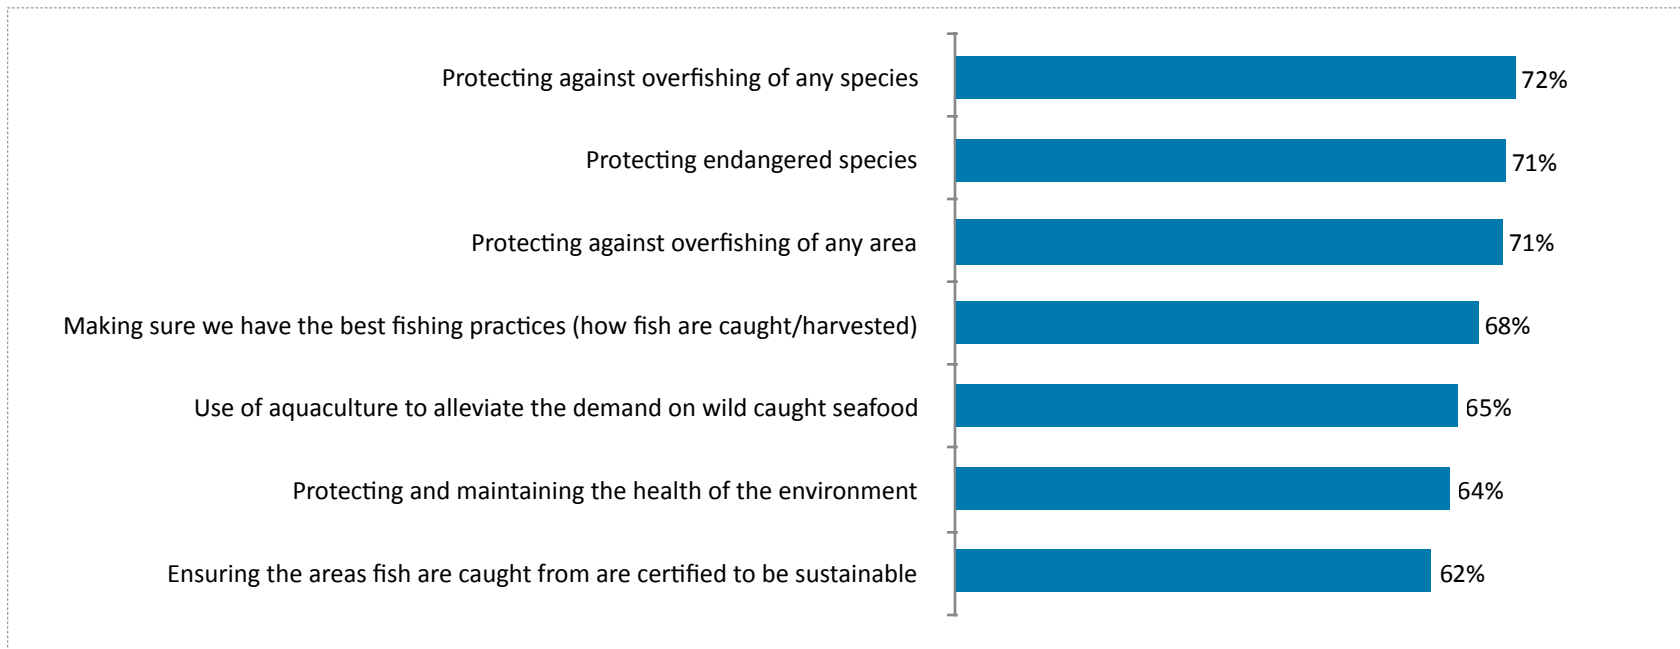 Protecting against overfishing of any species 72%
Protecting endangered species 71%
Protecting against overfishing of any area 71%
Making sure we have the best fishing practices (how fish are caught/harvested) 68%
Use of aquaculture to alleviate the demand on wild caught seafood 65%
Protecting and maintaining the health of the environment 64%
Ensuring the areas fish are caught from are certified to be sustainable 62%